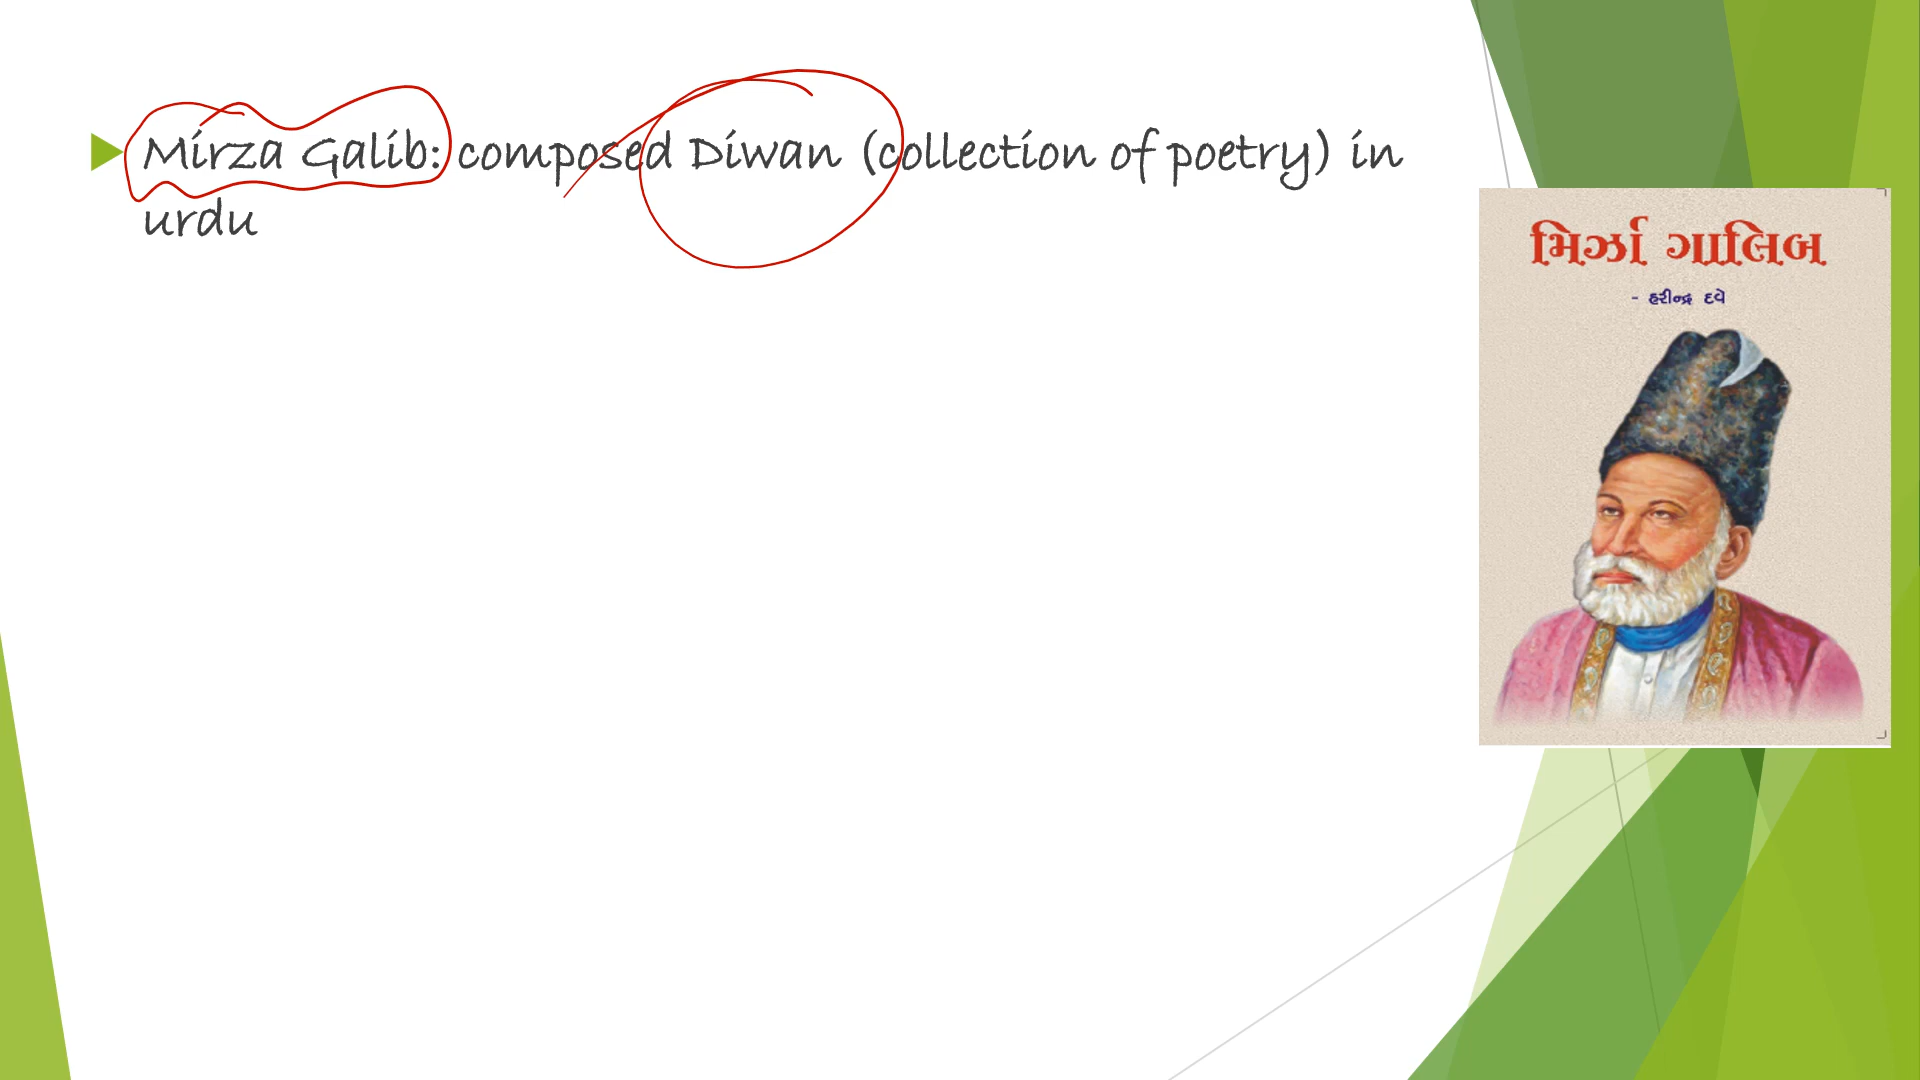 Mirza Galib: composed Diwan (collection of poetry) in
urdu
મિર્ઝા ગાલિબ
- હરીન્દ્ર દવે